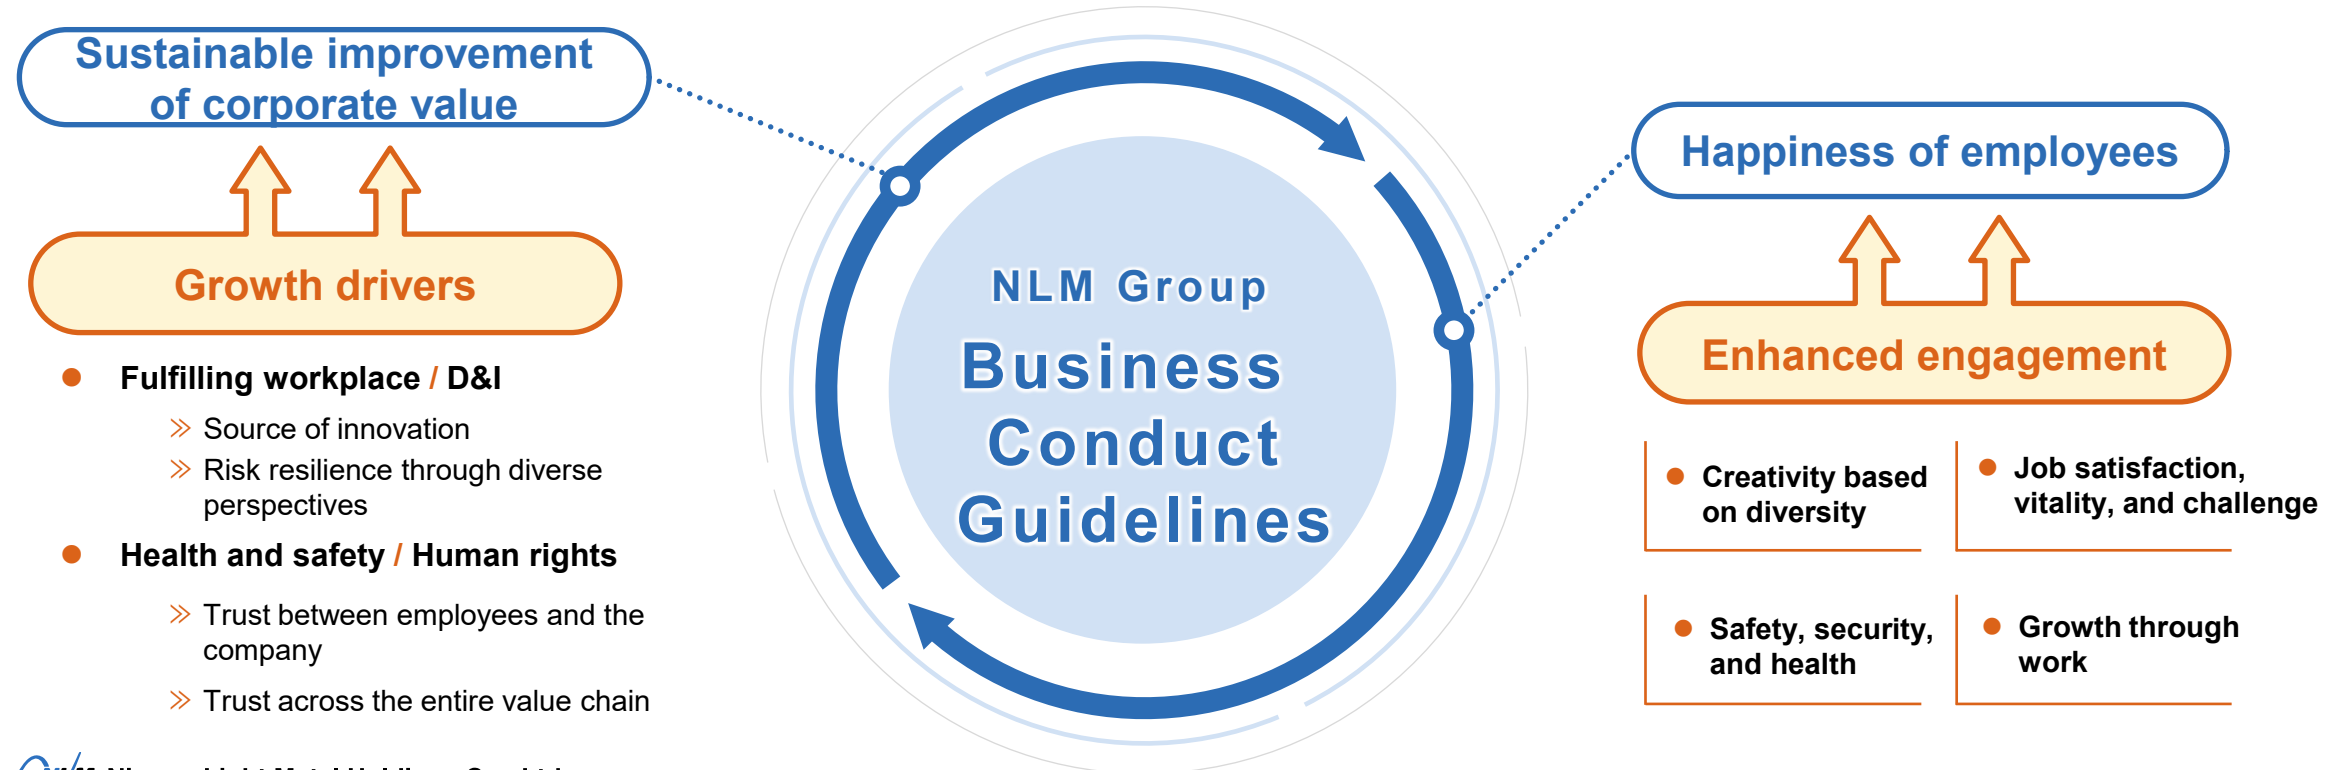 Sustainable improvement
of corporate value
Growth drivers
Fulfilling workplace / D&I
Source of innovation
Risk resilience through diverse
perspectives
Health and safety / Human rights
Trust between employees and the
company
Trust across the entire value chain
NLM Group
Business
Conduct
Guidelines
Happiness of employees
Enhanced engagement
Creativity based
on diversity
Job satisfaction,
vitality, and challenge
Safety, security,
and health
Growth through
work